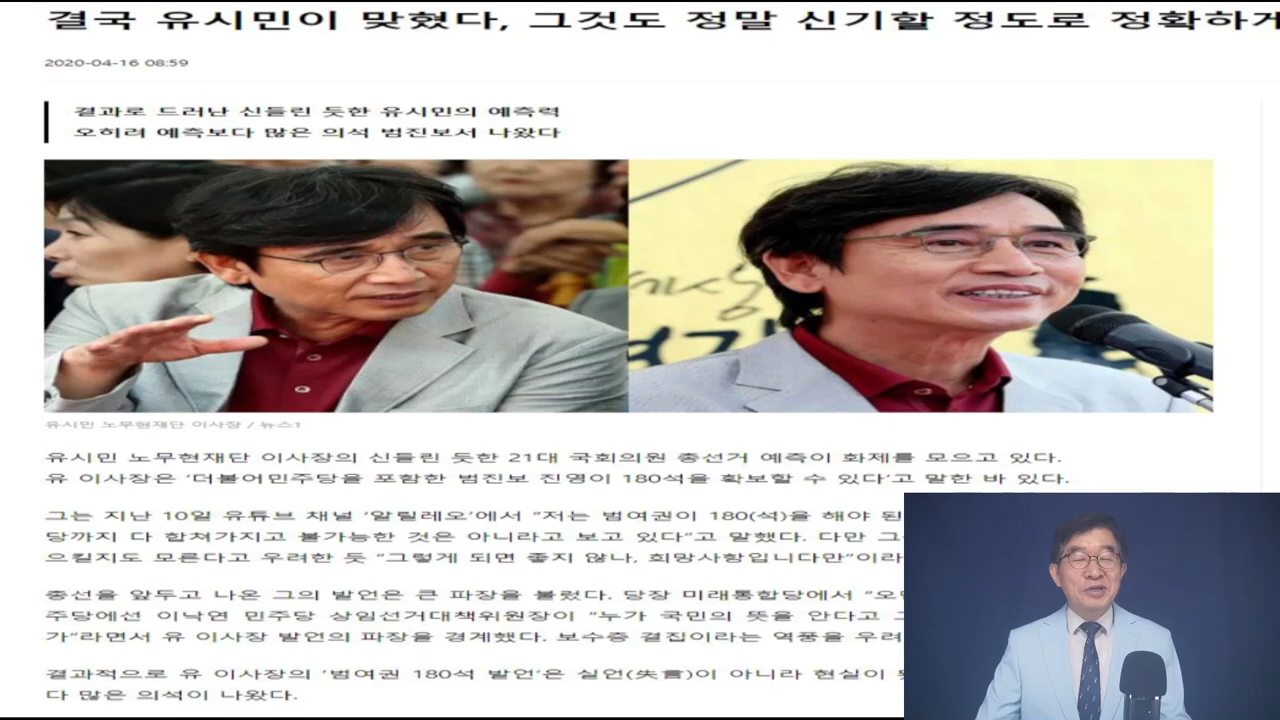 결국 유시민이 맞혔다, 그것도 정말 신기할 정도로 정확하게
2020-04-16 08:59
결과로 드러난 신들린 듯한 유시민의 예측력
오히려 예측보다 많은 의석 범진보서 나왔다
유시민 노무현재단 이사장 / 뉴스1
유시민 노무현재단 이사장의 신들린 듯한 21대 국회의원 총선거 예측이 화제를 모으고 있다.
유 이사장은 ‘더불어민주당을 포함한 범진보 진영이 180석을 확보할 수 있다’고 말한 바 있다.
그는 지난 10일 유튜브 채널 ‘알릴레오’에서 “저는 범여권이 180(석)을 해야 된
당까지 다 합쳐가지고 불가능한 것은 아니라고 보고 있다”고 말했다. 다만 그
으킬지도 모른다고 우려한 듯 “그렇게 되면 좋지 않나, 희망사항입니다만”이라
총선을 앞두고 나온 그의 발언은 큰 파장을 불렀다. 당장 미래통합당에서 “오
주당에선 이낙연 민주당 상임선거대책위원장이 “누가 국민의 뜻을 안다고 그
가”라면서 유 이사장 발언의 파장을 경계했다. 보수층 결집이라는 역풍을 우려
결과적으로 유 이사장의 ‘범여권 180석 발언’은 실언(失言)이 아니라 현실이
다 많은 의석이 나왔다.
여기사랑